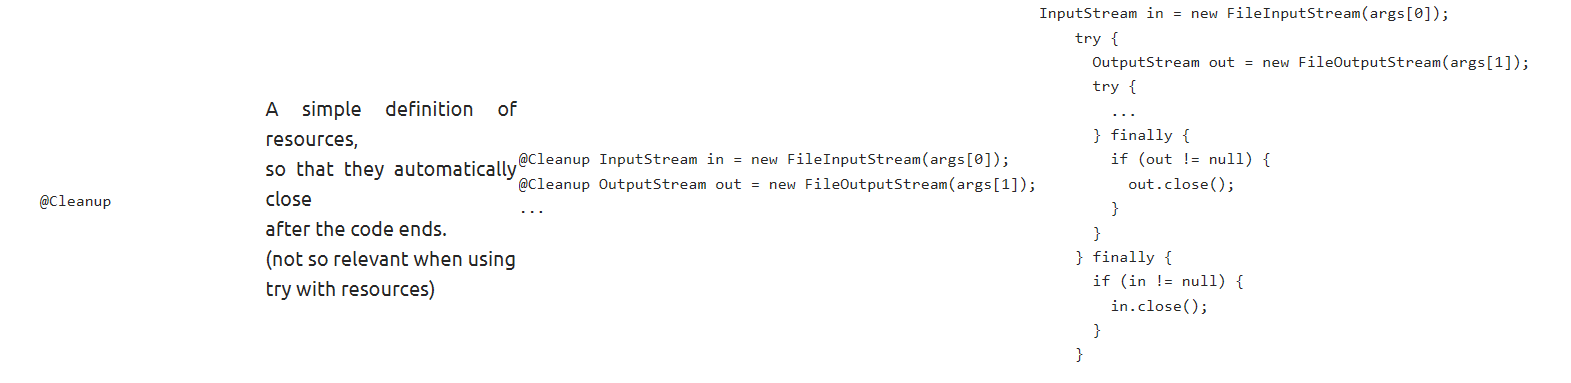 @Cleanup
A simple definition of
resources,
so that they automatically
close
after the code ends.
(not so relevant when using
try with resources)
@Cleanup InputStream in = new FileInputStream(args[0]);
@Cleanup OutputStream out = new FileOutputStream(args[1]);
...
InputStream in = new FileInputStream(args[0]);
    try {
      OutputStream out = new FileOutputStream(args[1]);
      try {
        ...
      } finally {
        if (out != null) {
          out.close();
        }
      }
    } finally {
      if (in != null) {
        in.close();
      }
    }